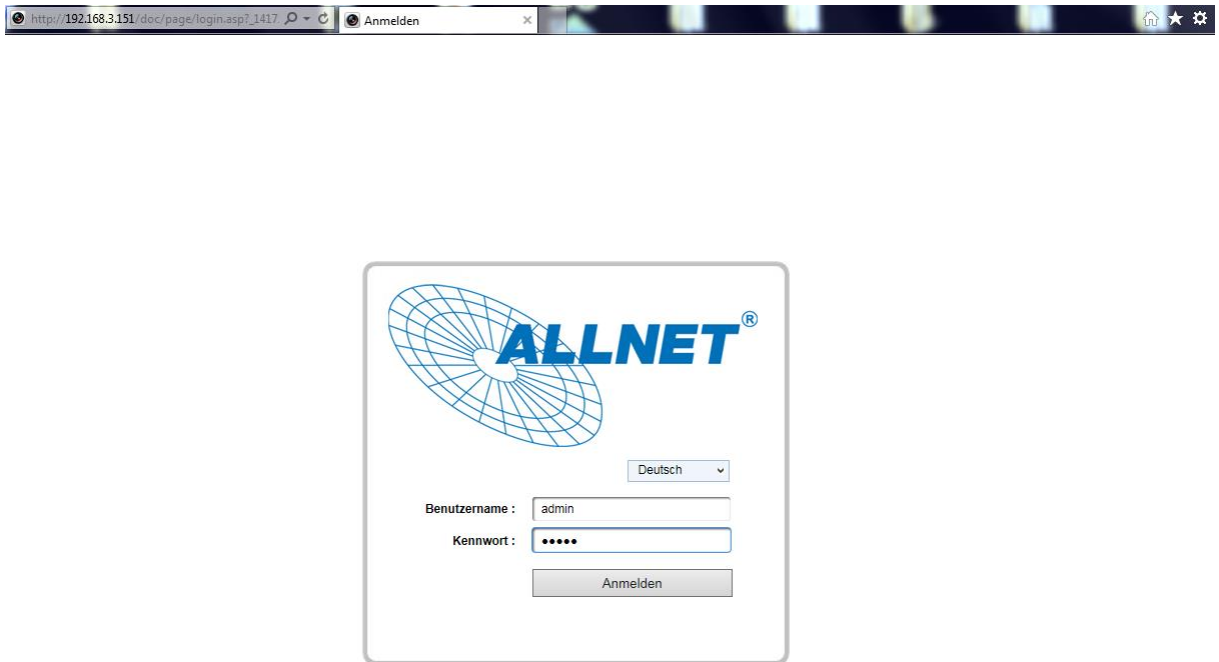 http://192.168.3.151/doc/page/login.asp?_1417
Anmelden
ALLNET®
Deutsch
Benutzername : admin
Kennwort : •••••
Anmelden